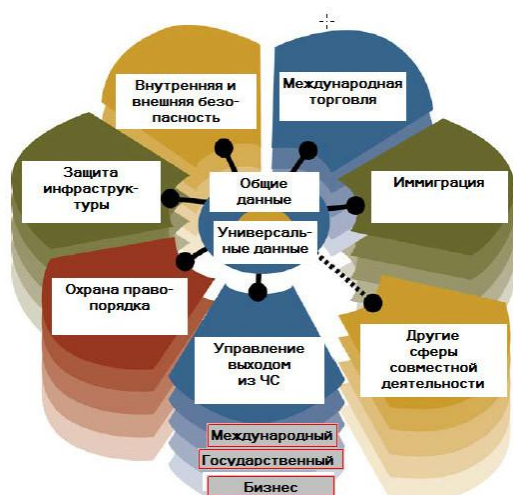 Внутренняя и
внешняя безо-
пасность
Международная
торговля
Защита
инфраструк-
туры
Общие
данные
Иммиграция
Универсаль-
ные данные
Охрана право-
порядка
Управление
выходом
из ЧС
Другие
сферы
совместной
деятельности
Международный
Государственный
Бизнес